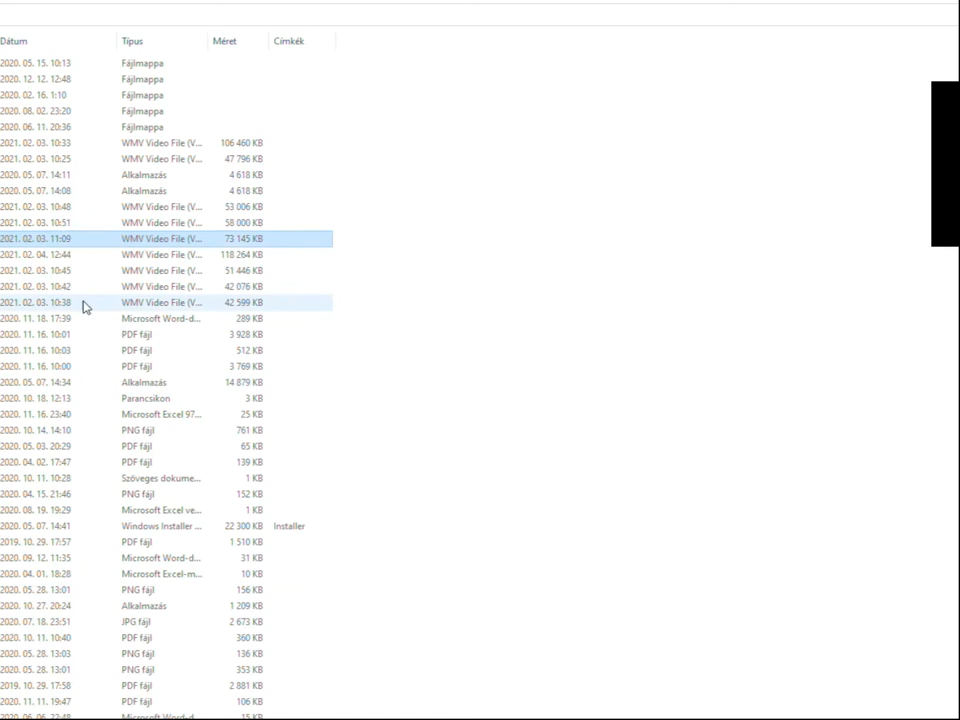 Dátum Típus Méret Címkék
2020. 05. 15. 10:13 Fájlmappa
2020. 12. 12. 12:48 Fájlmappa
2020. 02. 16. 1:10 Fájlmappa
2020. 08. 02. 23:20 Fájlmappa
2020. 06. 11. 20:36 Fájlmappa
2021. 02. 03. 10:33 WMV Video File (V... 106 460 KB
2021. 02. 03. 10:25 WMV Video File (V... 47 796 KB
2020. 05. 07. 14:11 Alkalmazás 4 618 KB
2020. 05. 07. 14:08 Alkalmazás 4 618 KB
2021. 02. 03. 10:48 WMV Video File (V... 53 006 KB
2021. 02. 03. 10:51 WMV Video File (V... 58 000 KB
2021. 02. 03. 11:09 WMV Video File (V... 73 145 KB
2021. 02. 04. 12:44 WMV Video File (V... 118 264 KB
2021. 02. 03. 10:45 WMV Video File (V... 51 446 KB
2021. 02. 03. 10:42 WMV Video File (V... 42 076 KB
2021. 02. 03. 10:38 WMV Video File (V... 42 599 KB
2020. 11. 18. 17:39 Microsoft Word-d... 289 KB
2020. 11. 16. 10:01 PDF fájl 3 928 KB
2020. 11. 16. 10:03 PDF fájl 512 KB
2020. 11. 16. 10:00 PDF fájl 3 769 KB
2020. 05. 07. 14:34 Alkalmazás 14 879 KB
2020. 10. 18. 12:13 Parancsikon 3 KB
2020. 11. 16. 23:40 Microsoft Excel 97... 25 KB
2020. 10. 14. 14:10 PNG fájl 761 KB
2020. 05. 03. 20:29 PDF fájl 65 KB
2020. 04. 02. 17:47 PDF fájl 139 KB
2020. 10. 11. 10:28 Szöveges dokume... 1 KB
2020. 04. 15. 21:46 PNG fájl 152 KB
2020. 08. 19. 19:29 Microsoft Excel ve... 1 KB
2020. 05. 07. 14:41 Windows Installer ... 22 300 KB Installer
2019. 10. 29. 17:57 PDF fájl 1 510 KB
2020. 09. 12. 11:35 Microsoft Word-d... 31 KB
2020. 04. 01. 18:28 Microsoft Excel-m... 10 KB
2020. 05. 28. 13:01 PNG fájl 156 KB
2020. 10. 27. 20:24 Alkalmazás 1 209 KB
2020. 07. 18. 23:51 JPG fájl 2 673 KB
2020. 10. 11. 10:40 PDF fájl 360 KB
2020. 05. 28. 13:03 PNG fájl 136 KB
2020. 05. 28. 13:01 PNG fájl 353 KB
2019. 10. 29. 17:58 PDF fájl 2 881 KB
2020. 11. 11. 19:47 PDF fájl 106 KB
2020. 06. 06. 22:48 Microsoft Word-d... 15 KB